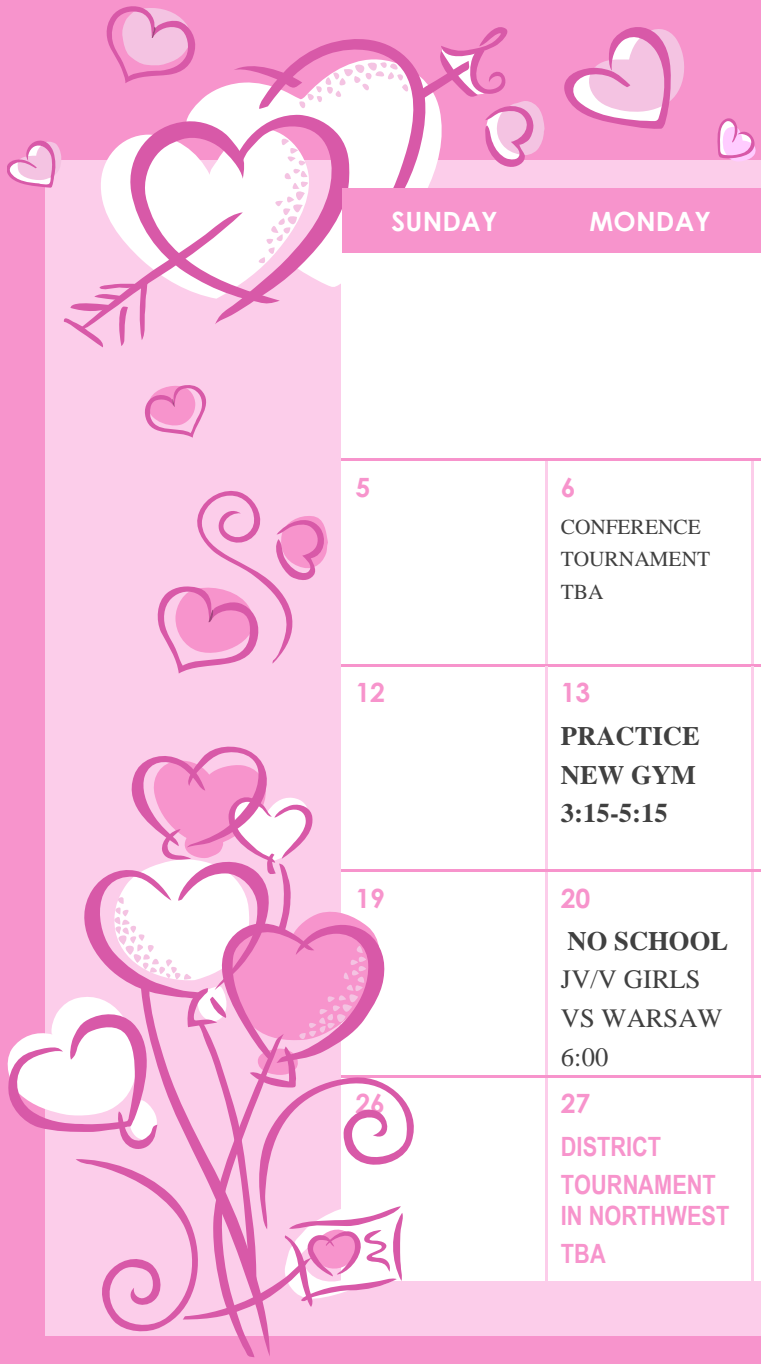 SUNDAY MONDAY
5
6
CONFERENCE
TOURNAMENT
TBA
12
13
PRACTICE
NEW GYM
3:15-5:15
19
20
NO SCHOOL
JV/V GIRLS
VS WARSAW
6:00
26
27
DISTRICT
TOURNAMENT
IN NORTHWEST
TBA